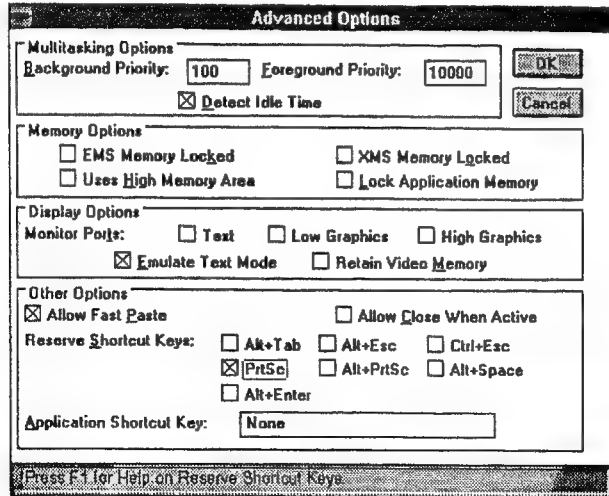 Advanced Options
Multitasking Options
Background Priority: 100 Foreground Priority: 10000 OK
Detect Idle Time Cancel
Memory Options
EMS Memory Locked XMS Memory Locked
Uses High Memory Area Lock Application Memory
Display Options
Monitor Ports: Text Low Graphics High Graphics
Emulate Text Mode Retain Video Memory
Other Options
Allow Fast Paste Allow Close When Active
Reserve Shortcut Keys: Alt+Tab Alt+Esc Ctrl+Esc
PrtSc Alt+PrtSc Alt+Space
Alt+Enter
Application Shortcut Key: None
Press F1 for Help on Reserve Shortcut Keys